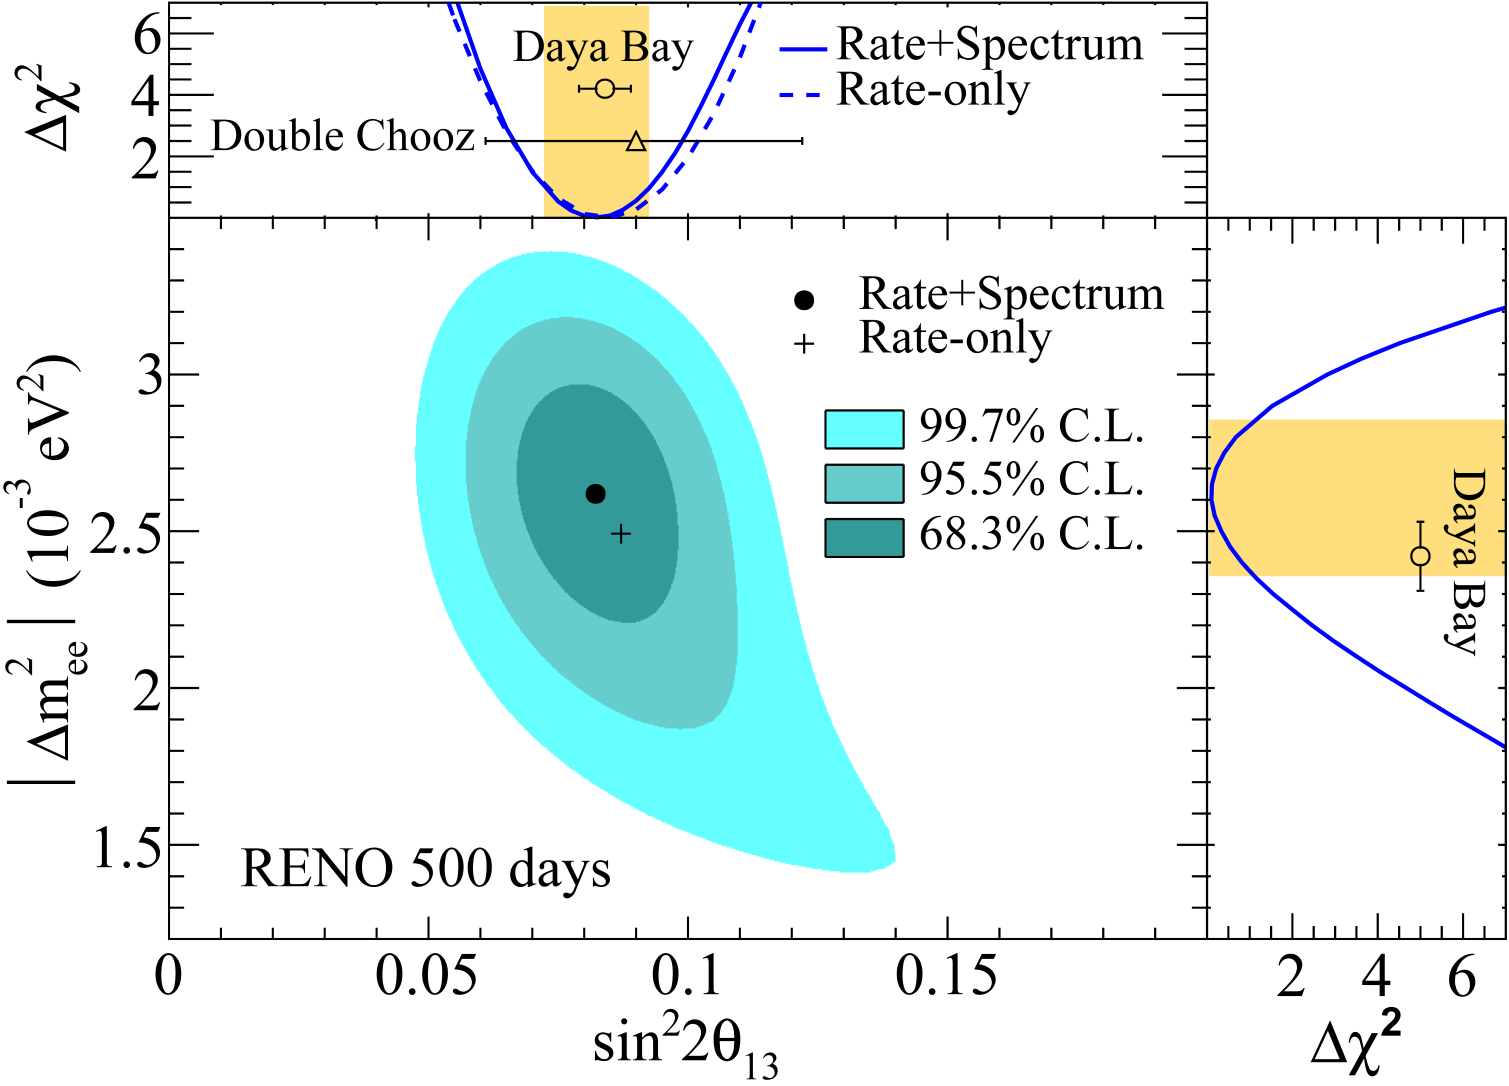 Δχ²
6
4
2
Daya Bay
Double Chooz
Rate+Spectrum
Rate-only
|Δm²ₑₑ| (10⁻³ eV²)
3
2.5
2
1.5
Rate+Spectrum
Rate-only
99.7% C.L.
95.5% C.L.
68.3% C.L.
RENO 500 days
Daya Bay
0 0.05 0.1 0.15
sin²2θ₁₃
2 4 6
Δχ²